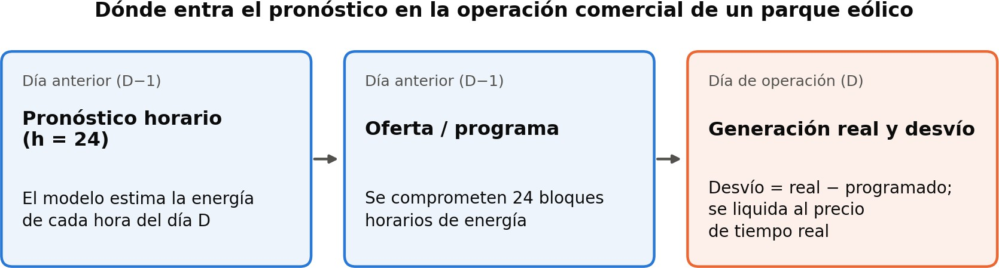 Dónde entra el pronóstico en la operación comercial de un parque eólico
Día anterior (D−1)
Pronóstico horario
(h = 24)
El modelo estima la energía
de cada hora del día D
Día anterior (D−1)
Oferta / programa
Se comprometen 24 bloques
horarios de energía
Día de operación (D)
Generación real y desvío
Desvío = real − programado;
se liquida al precio
de tiempo real